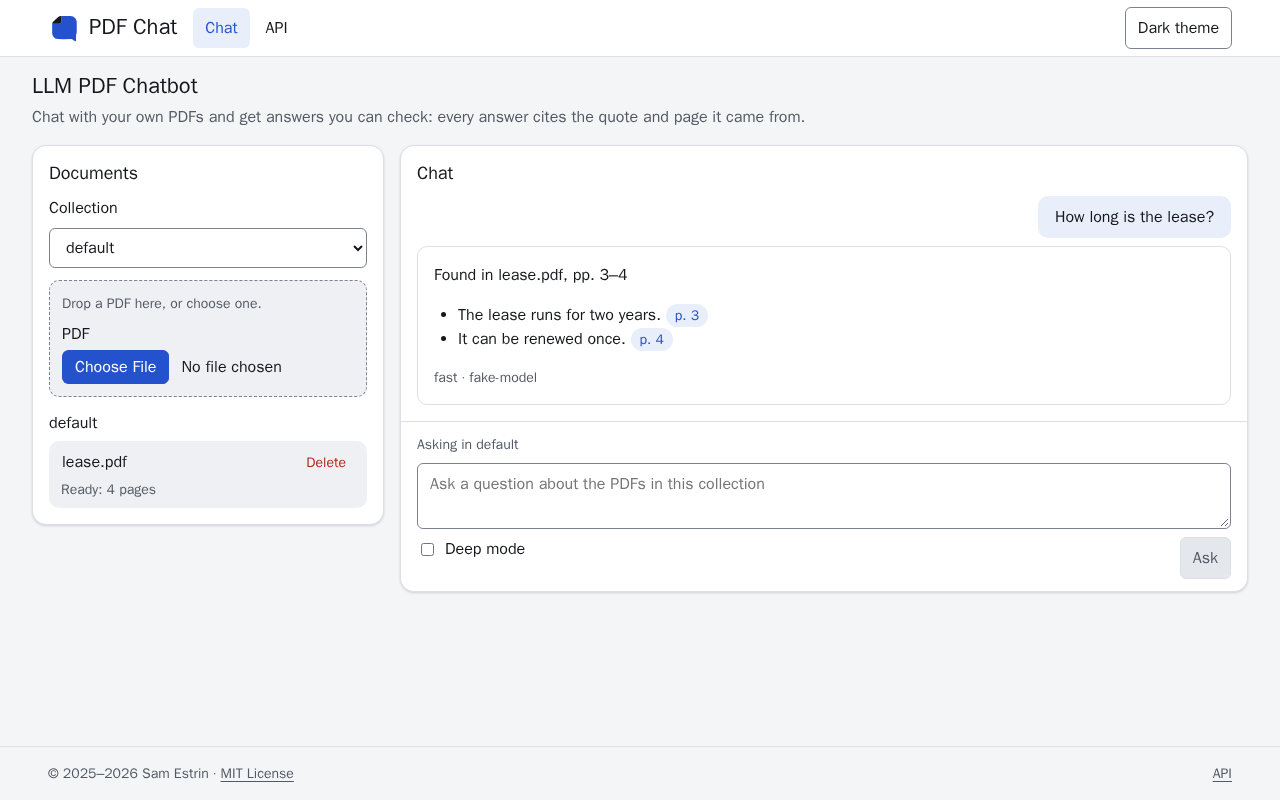 PDF Chat
Chat
API
Dark theme
LLM PDF Chatbot
Chat with your own PDFs and get answers you can check: every answer cites the quote and page it came from.
Documents
Collection
default
Drop a PDF here, or choose one.
PDF
Choose File No file chosen
default
lease.pdf Delete
Ready: 4 pages
Chat
How long is the lease?
Found in lease.pdf, pp. 3–4
• The lease runs for two years. p. 3
• It can be renewed once. p. 4
fast · fake-model
Asking in default
Ask a question about the PDFs in this collection
Deep mode
Ask
© 2025–2026 Sam Estrin · MIT License
API